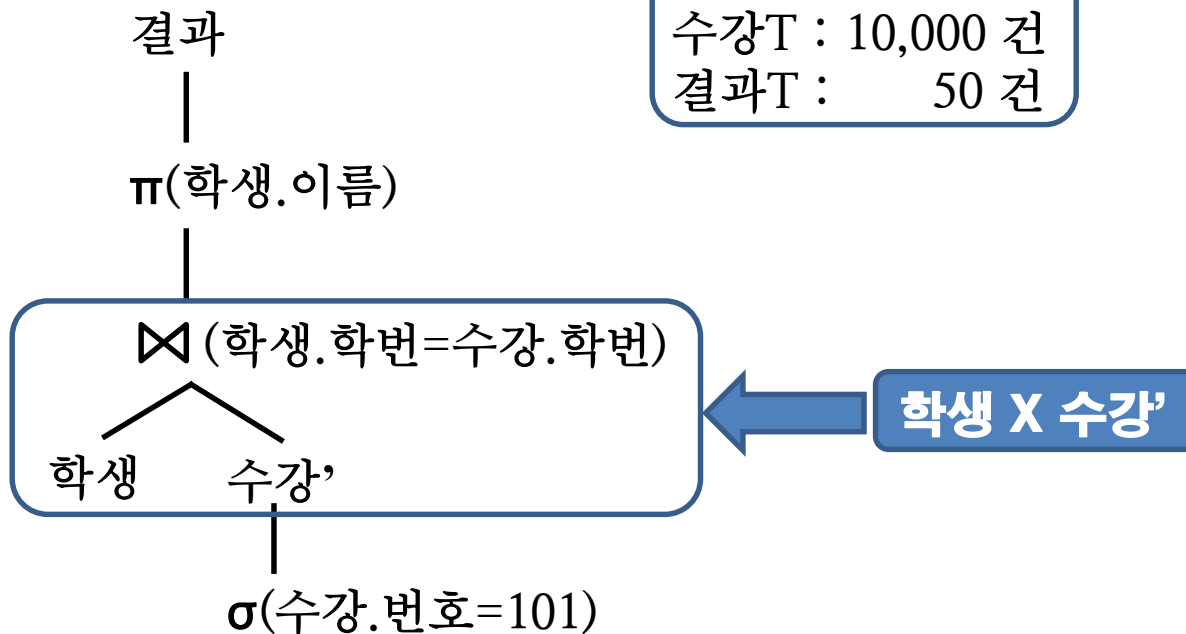 결과
수강T : 10,000 건
결과T : 50 건
π(학생.이름)
⋈ (학생.학번=수강.학번)
학생 X 수강’
학생 수강’
σ(수강.번호=101)